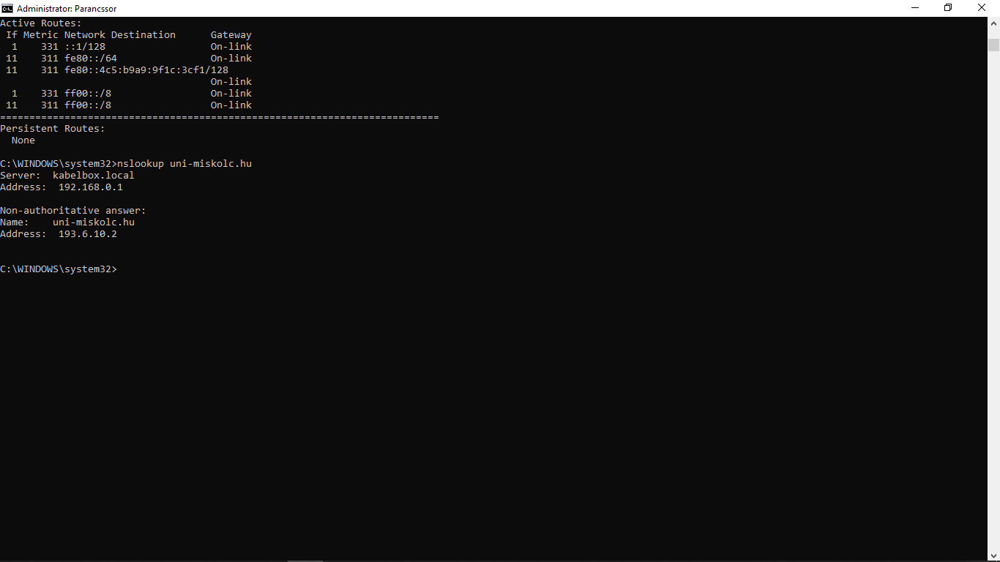 Administrator: Parancssor
Active Routes:
 If Metric Network Destination      Gateway
  1    331 ::1/128                  On-link
 11    311 fe80::/64                On-link
 11    311 fe80::4c5:b9a9:9f1c:3cf1/128
                                    On-link
  1    331 ff00::/8                 On-link
 11    311 ff00::/8                 On-link
===========================================================================
Persistent Routes:
  None
C:\WINDOWS\system32>nslookup uni-miskolc.hu
Server:  kabelbox.local
Address:  192.168.0.1
Non-authoritative answer:
Name:    uni-miskolc.hu
Address:  193.6.10.2
C:\WINDOWS\system32>